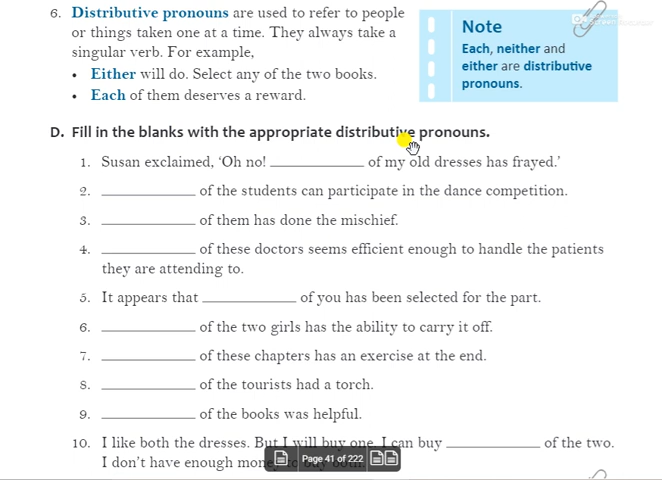 6. Distributive pronouns are used to refer to people
or things taken one at a time. They always take a
singular verb. For example,
• Either will do. Select any of the two books.
• Each of them deserves a reward.
Note
Each, neither and
either are distributive
pronouns.
D. Fill in the blanks with the appropriate distributive pronouns.
1. Susan exclaimed, ‘Oh no! ____________ of my old dresses has frayed.’
2. ____________ of the students can participate in the dance competition.
3. ____________ of them has done the mischief.
4. ____________ of these doctors seems efficient enough to handle the patients
they are attending to.
5. It appears that ____________ of you has been selected for the part.
6. ____________ of the two girls has the ability to carry it off.
7. ____________ of these chapters has an exercise at the end.
8. ____________ of the tourists had a torch.
9. ____________ of the books was helpful.
10. I like both the dresses. But I will buy one. I can buy ____________ of the two.
I don’t have enough money to buy both.
Page 41 of 222